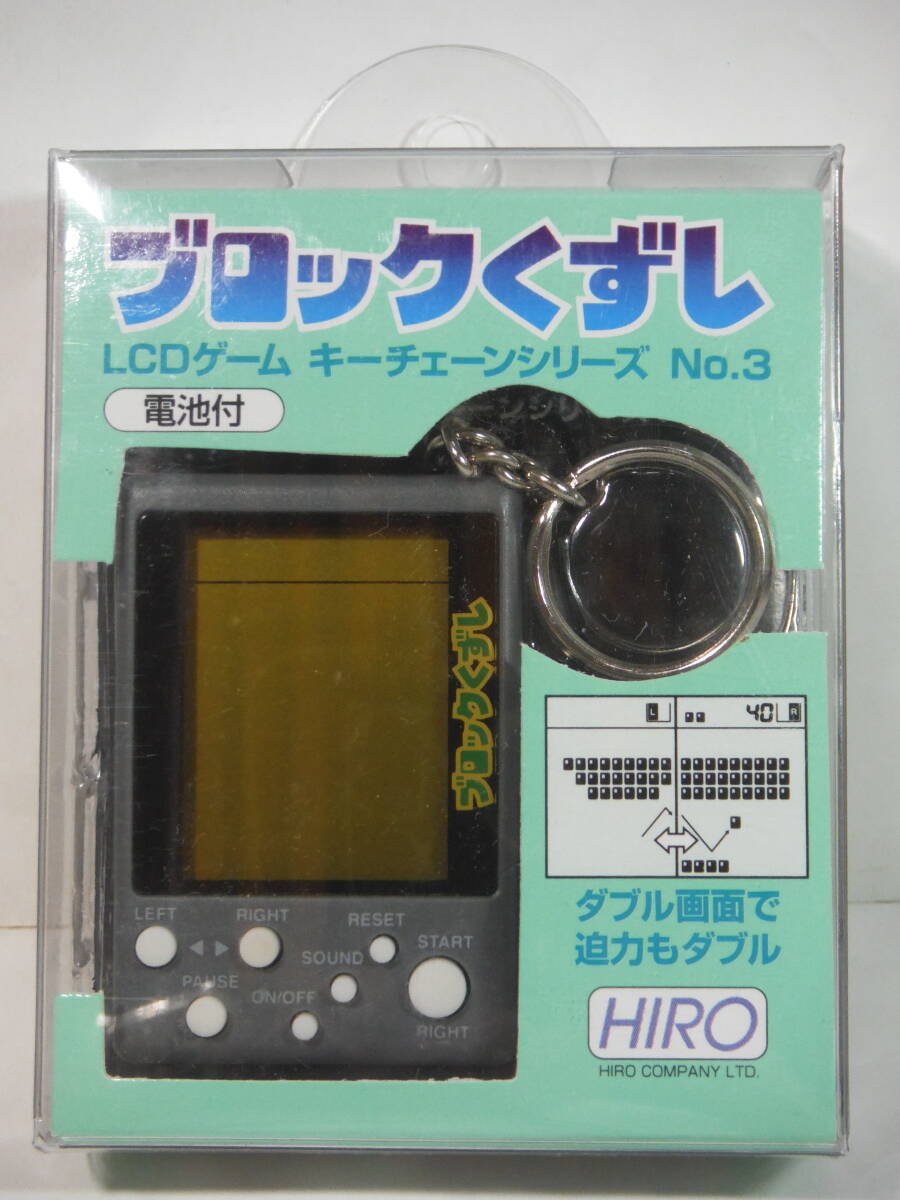 ブロックくずし
LCDゲーム キーチェーンシリーズ No.3
電池付
ブロックくずし
L 40 R
LEFT RIGHT RESET
SOUND START
PAUSE ON/OFF
RIGHT
ダブル画面で
迫力もダブル
HIRO
HIRO COMPANY LTD.